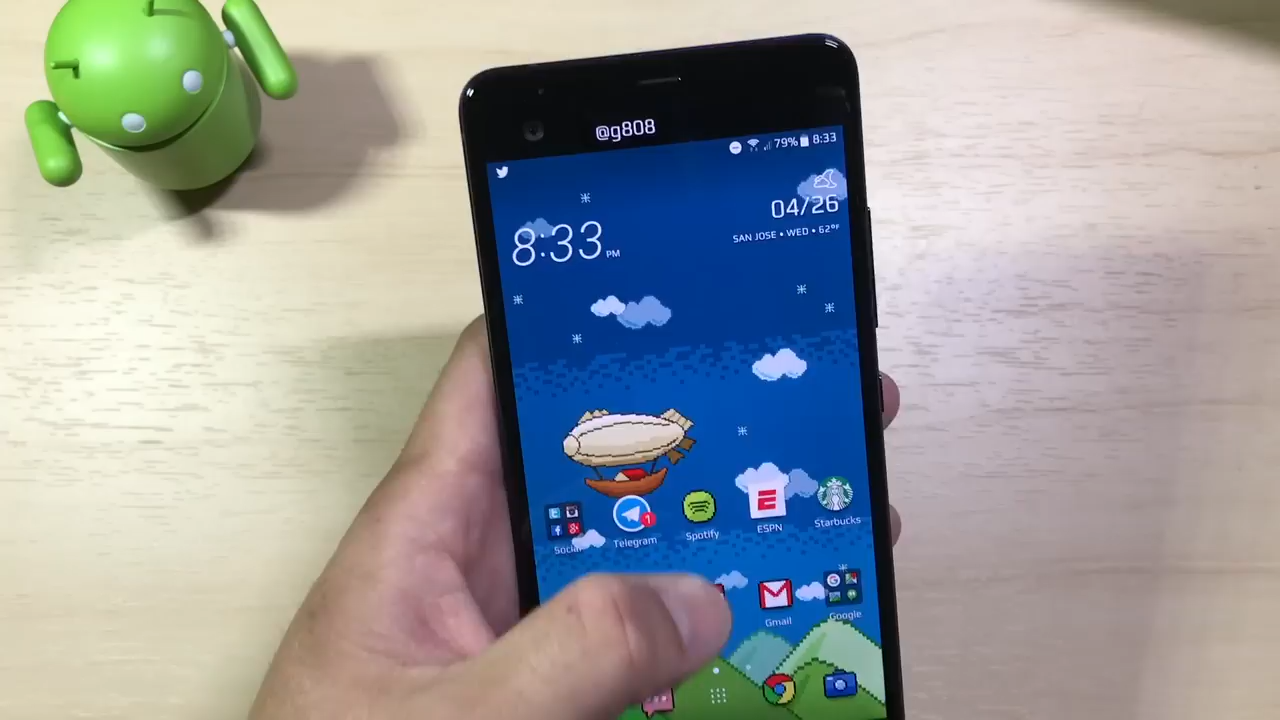 @g808
79% 8:33
8:33 PM
04/26
SAN JOSE • WED • 62°F
E
Social
Telegram
1
Spotify
ESPN
Starbucks
Gmail
Google